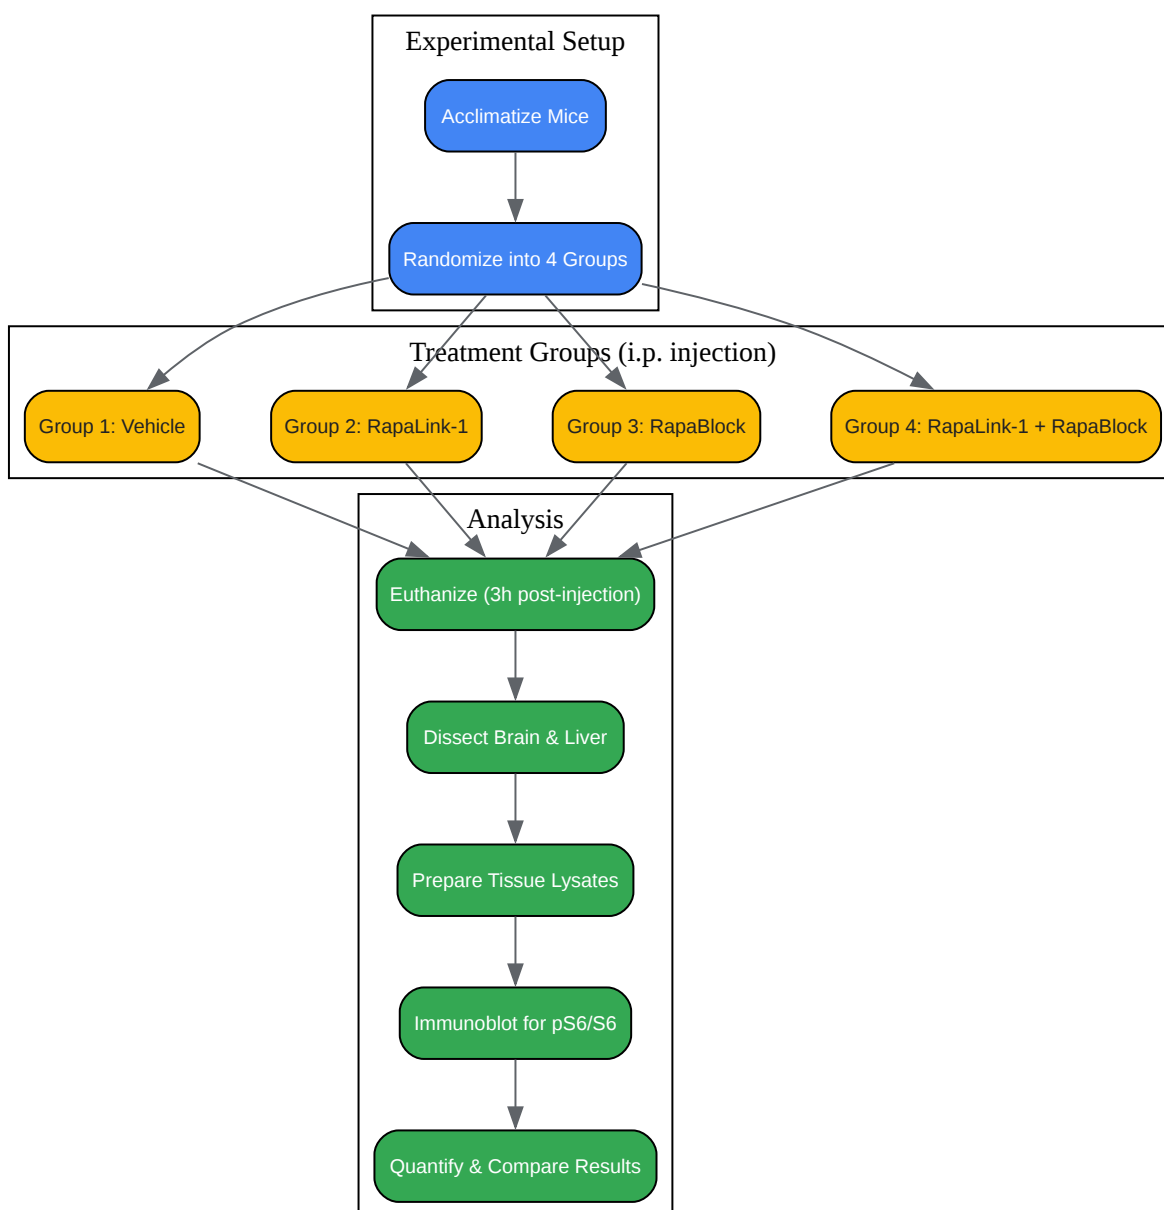 Experimental Setup
Acclimatize Mice
Randomize into 4 Groups
Treatment Groups (i.p. injection)
Group 1: Vehicle
Group 2: RapaLink-1
Group 3: RapaBlock
Group 4: RapaLink-1 + RapaBlock
Analysis
Euthanize (3h post-injection)
Dissect Brain & Liver
Prepare Tissue Lysates
Immunoblot for pS6/S6
Quantify & Compare Results